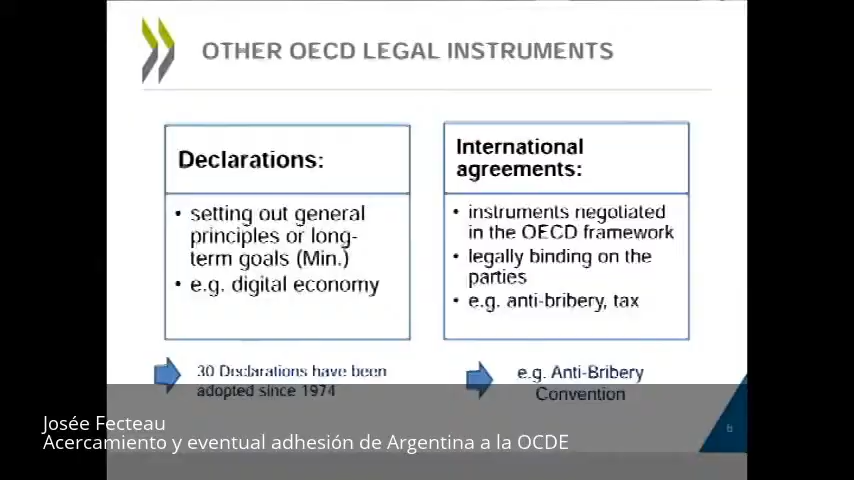 OTHER OECD LEGAL INSTRUMENTS
Declarations:
• setting out general
principles or long-
term goals (Min.)
• e.g. digital economy
30 Declarations have been
adopted since 1974
International
agreements:
• instruments negotiated
in the OECD framework
• legally binding on the
parties
• e.g. anti-bribery, tax
e.g. Anti-Bribery
Convention
6
Josée Fecteau
Acercamiento y eventual adhesión de Argentina a la OCDE